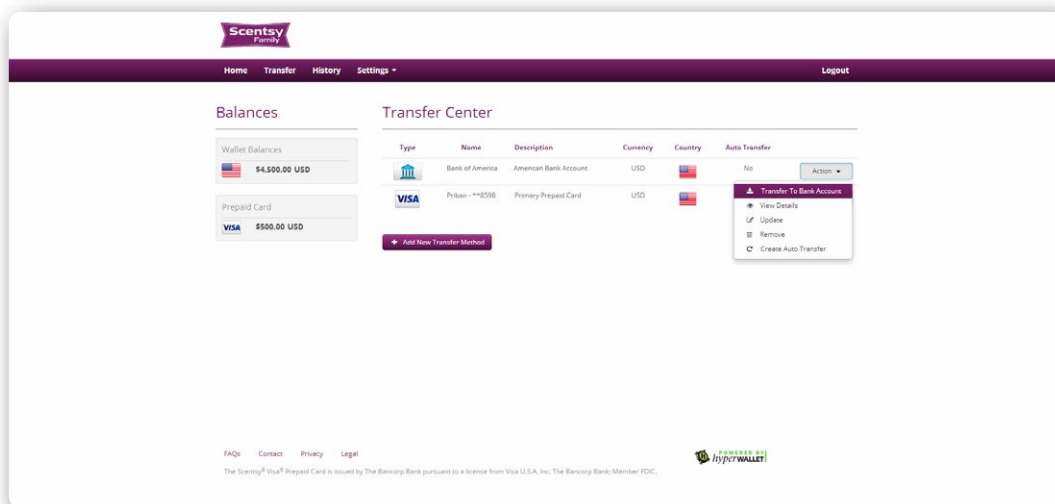 Scentsy
Family
Home Transfer History Settings
Logout
Balances
Wallet Balances
$4,500.00 USD
Prepaid Card
VISA $500.00 USD
Transfer Center
Type Name Description Currency Country Auto Transfer
Bank of America American Bank Account USD No Action
VISA Priban - **8598 Primary Prepaid Card USD
Transfer To Bank Account
View Details
Update
Remove
Create Auto Transfer
Add New Transfer Method
FAQs Contact Privacy Legal
POWERED BY
hyperWALLET
The Scentsy® Visa® Prepaid Card is issued by The Bancorp Bank pursuant to a license from Visa U.S.A. Inc. The Bancorp Bank; Member FDIC.